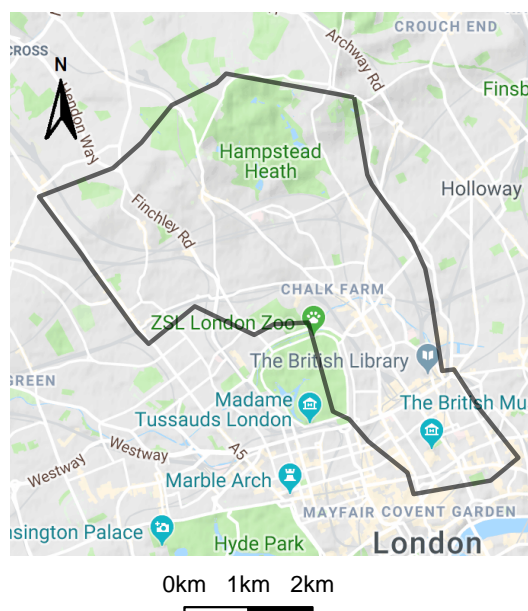 CROUCH END
CROSS
Archway Rd
N
Finsb
Hendon Way
Hampstead
Heath
Holloway
Finchley Rd
CHALK FARM
ZSL London Zoo
The British Library
GREEN
Madame
Tussauds London
The British Mu
Westway
A5
Westway
Marble Arch
MAYFAIR
COVENT GARDEN
nsington Palace
Hyde Park
London
0km 1km 2km